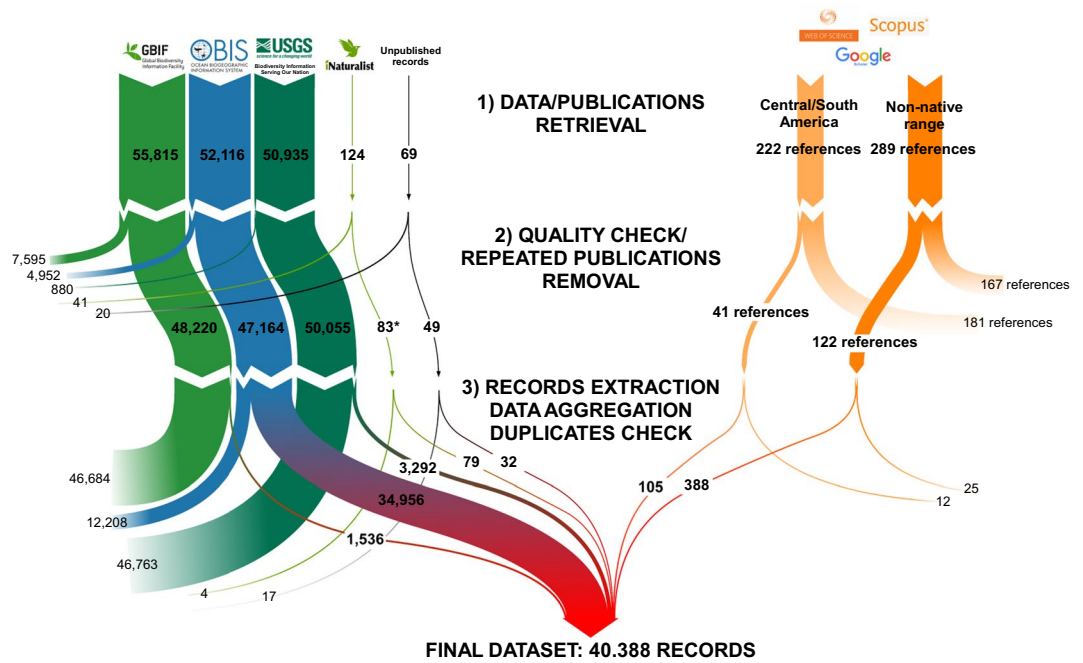 GBIF
Global Biodiversity
Information Facility
OBIS
OCEAN BIOGEOGRAPHIC
INFORMATION SYSTEM
USGS
science for a changing world
Biodiversity Information
Serving Our Nation
iNaturalist
Unpublished
records
WEB OF SCIENCE
Scopus®
Google
1) DATA/PUBLICATIONS
RETRIEVAL
Central/South
America
222 references
Non-native
range
289 references
55,815
52,116
50,935
124
69
2) QUALITY CHECK/
REPEATED PUBLICATIONS
REMOVAL
7,595
4,952
880
41
20
167 references
181 references
41 references
122 references
48,220
47,164
50,055
83*
49
3) RECORDS EXTRACTION
DATA AGGREGATION
DUPLICATES CHECK
46,684
12,208
46,763
4
17
1,536
34,956
3,292
79
32
105
388
12
25
FINAL DATASET: 40.388 RECORDS